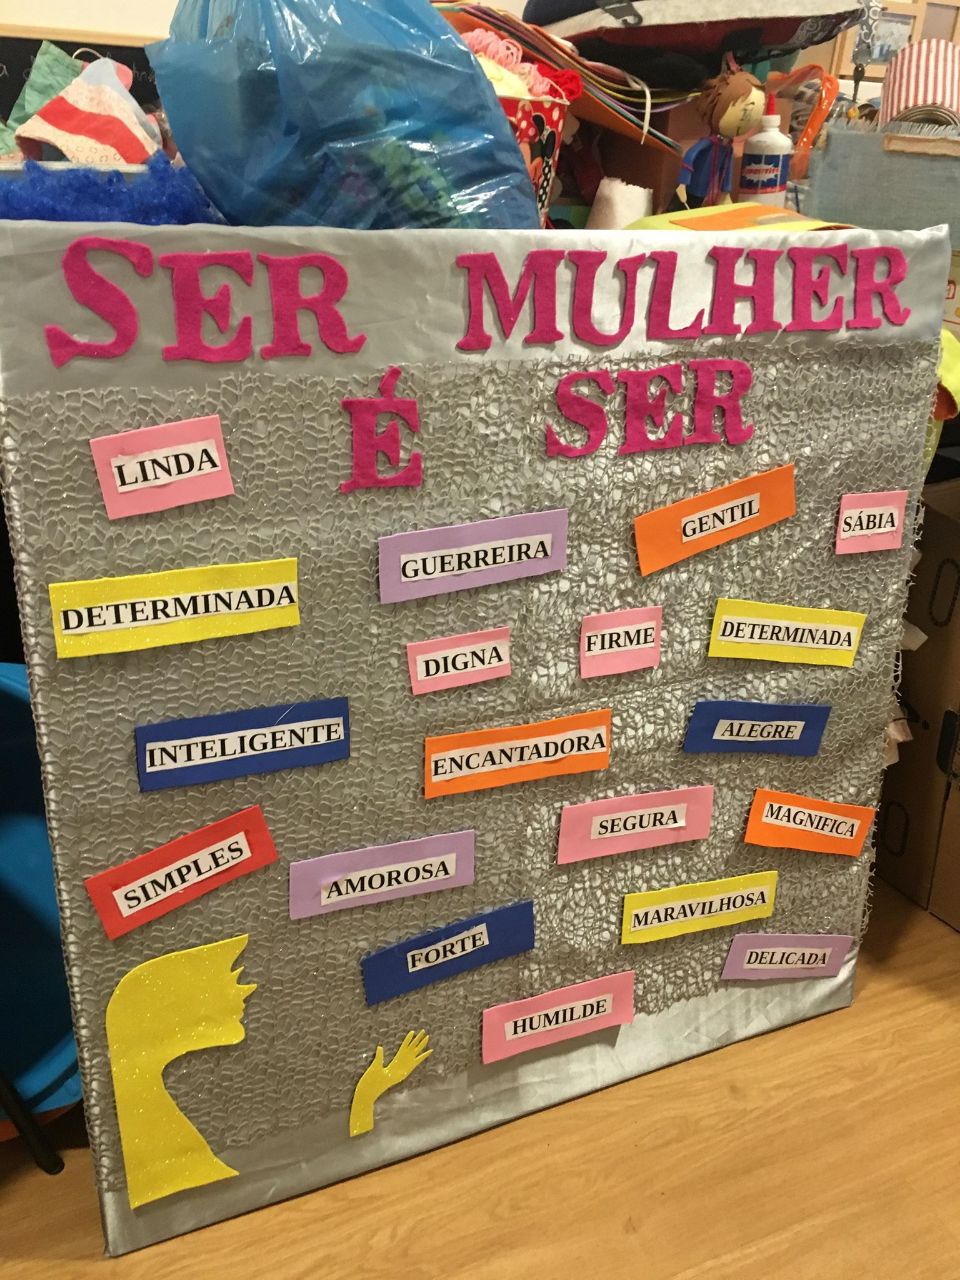 SER MULHER
É SER
LINDA
GENTIL
SÁBIA
GUERREIRA
DETERMINADA
DIGNA
FIRME
DETERMINADA
INTELIGENTE
ENCANTADORA
ALEGRE
SEGURA
MAGNIFICA
SIMPLES
AMOROSA
MARAVILHOSA
FORTE
DELICADA
HUMILDE